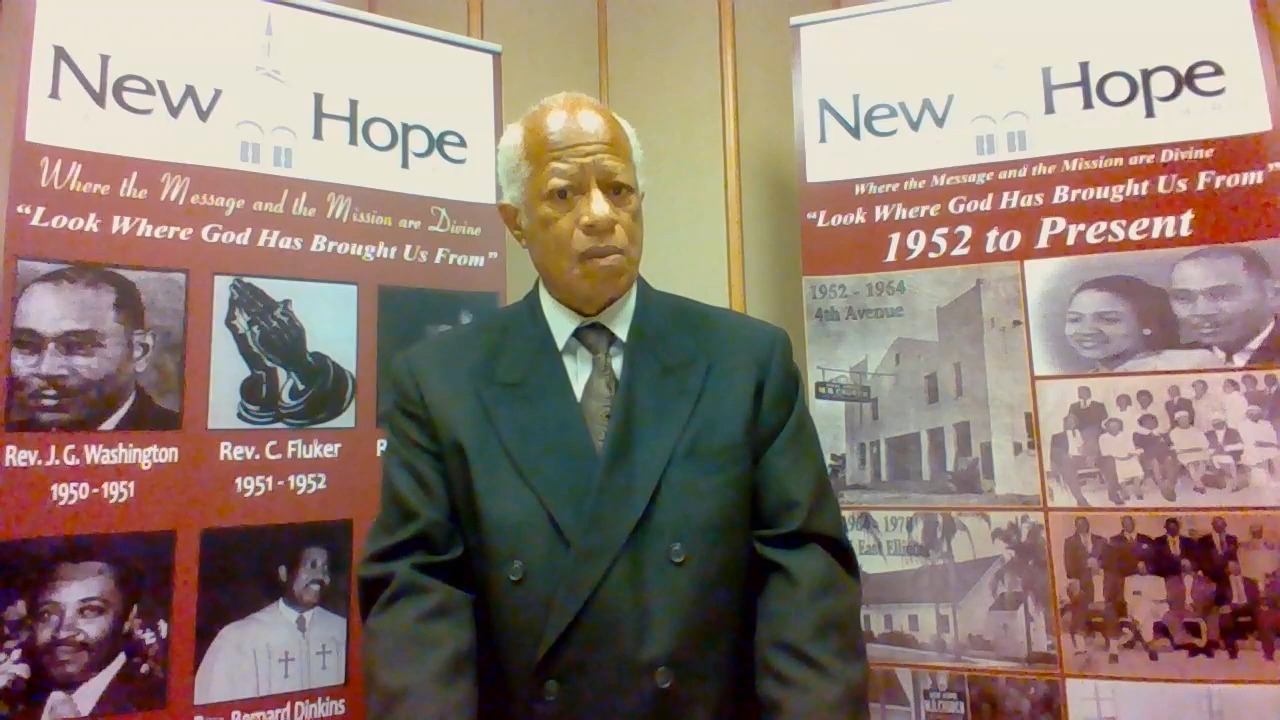 New Hope
Where the Message and the Mission are Divine
“Look Where God Has Brought Us From”
Rev. J. G. Washington
1950 - 1951
Rev. C. Fluker
1951 - 1952
R
Rev. Bernard Dinkins
New Hope
Where the Message and the Mission are Divine
“Look Where God Has Brought Us From”
1952 to Present
1952 - 1964
4th Avenue
East